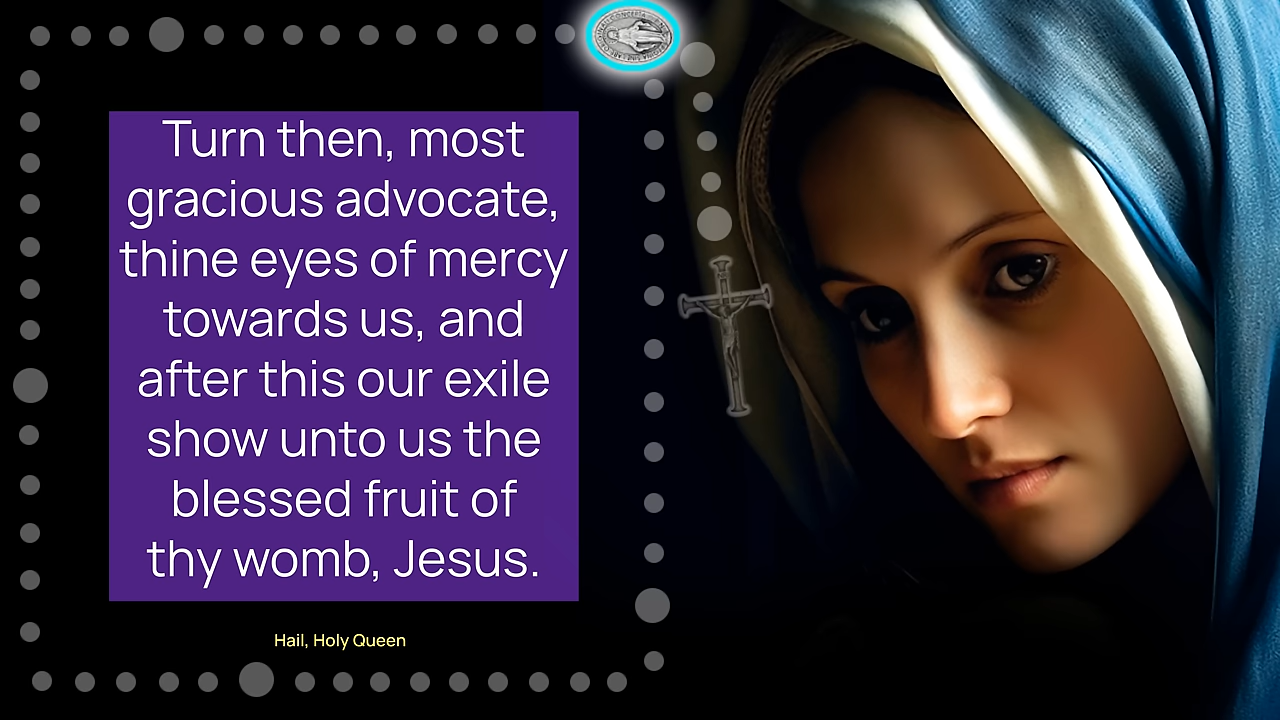 Turn then, most
gracious advocate,
thine eyes of mercy
towards us, and
after this our exile
show unto us the
blessed fruit of
thy womb, Jesus.
Hail, Holy Queen